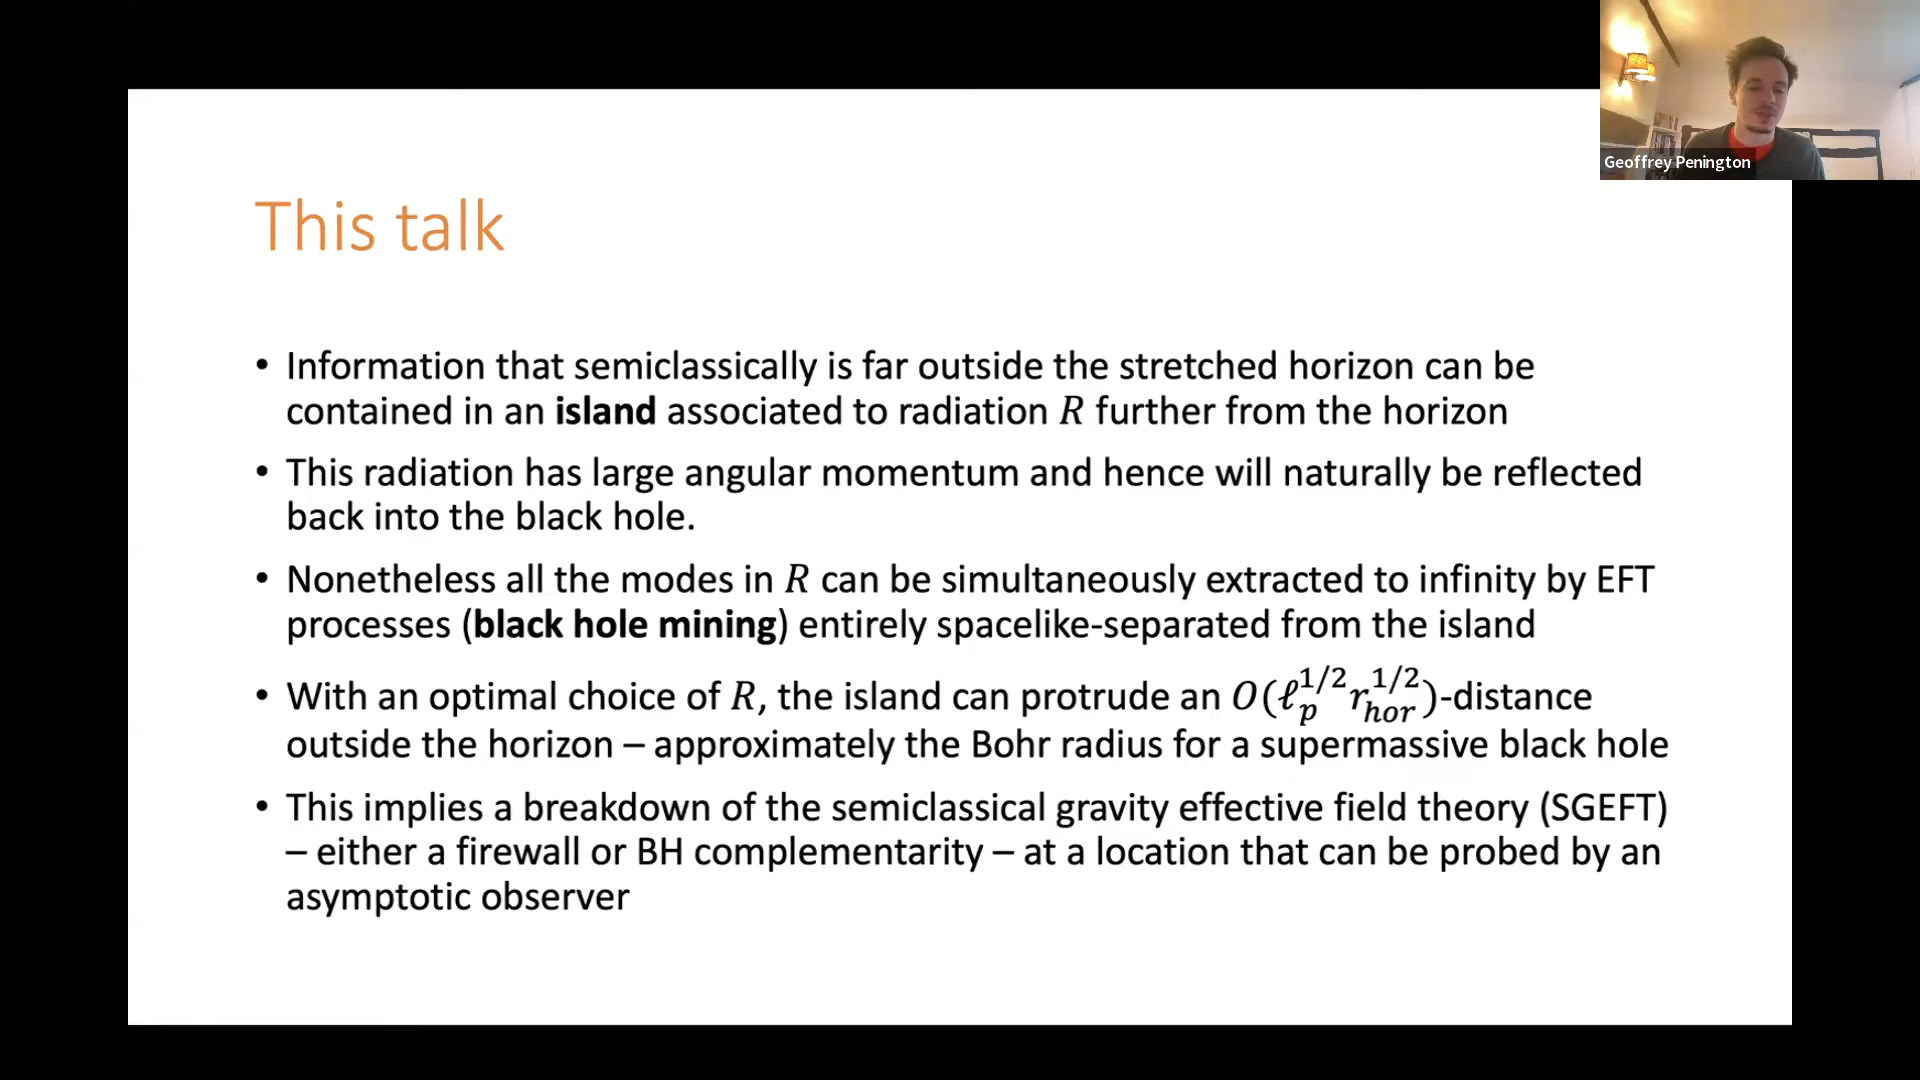 Geoffrey Penington
This talk
• Information that semiclassically is far outside the stretched horizon can be
contained in an island associated to radiation R further from the horizon
• This radiation has large angular momentum and hence will naturally be reflected
back into the black hole.
• Nonetheless all the modes in R can be simultaneously extracted to infinity by EFT
processes (black hole mining) entirely spacelike-separated from the island
• With an optimal choice of R, the island can protrude an O(ℓ_p^{1/2} r_{hor}^{1/2})-distance
outside the horizon – approximately the Bohr radius for a supermassive black hole
• This implies a breakdown of the semiclassical gravity effective field theory (SGEFT)
– either a firewall or BH complementarity – at a location that can be probed by an
asymptotic observer